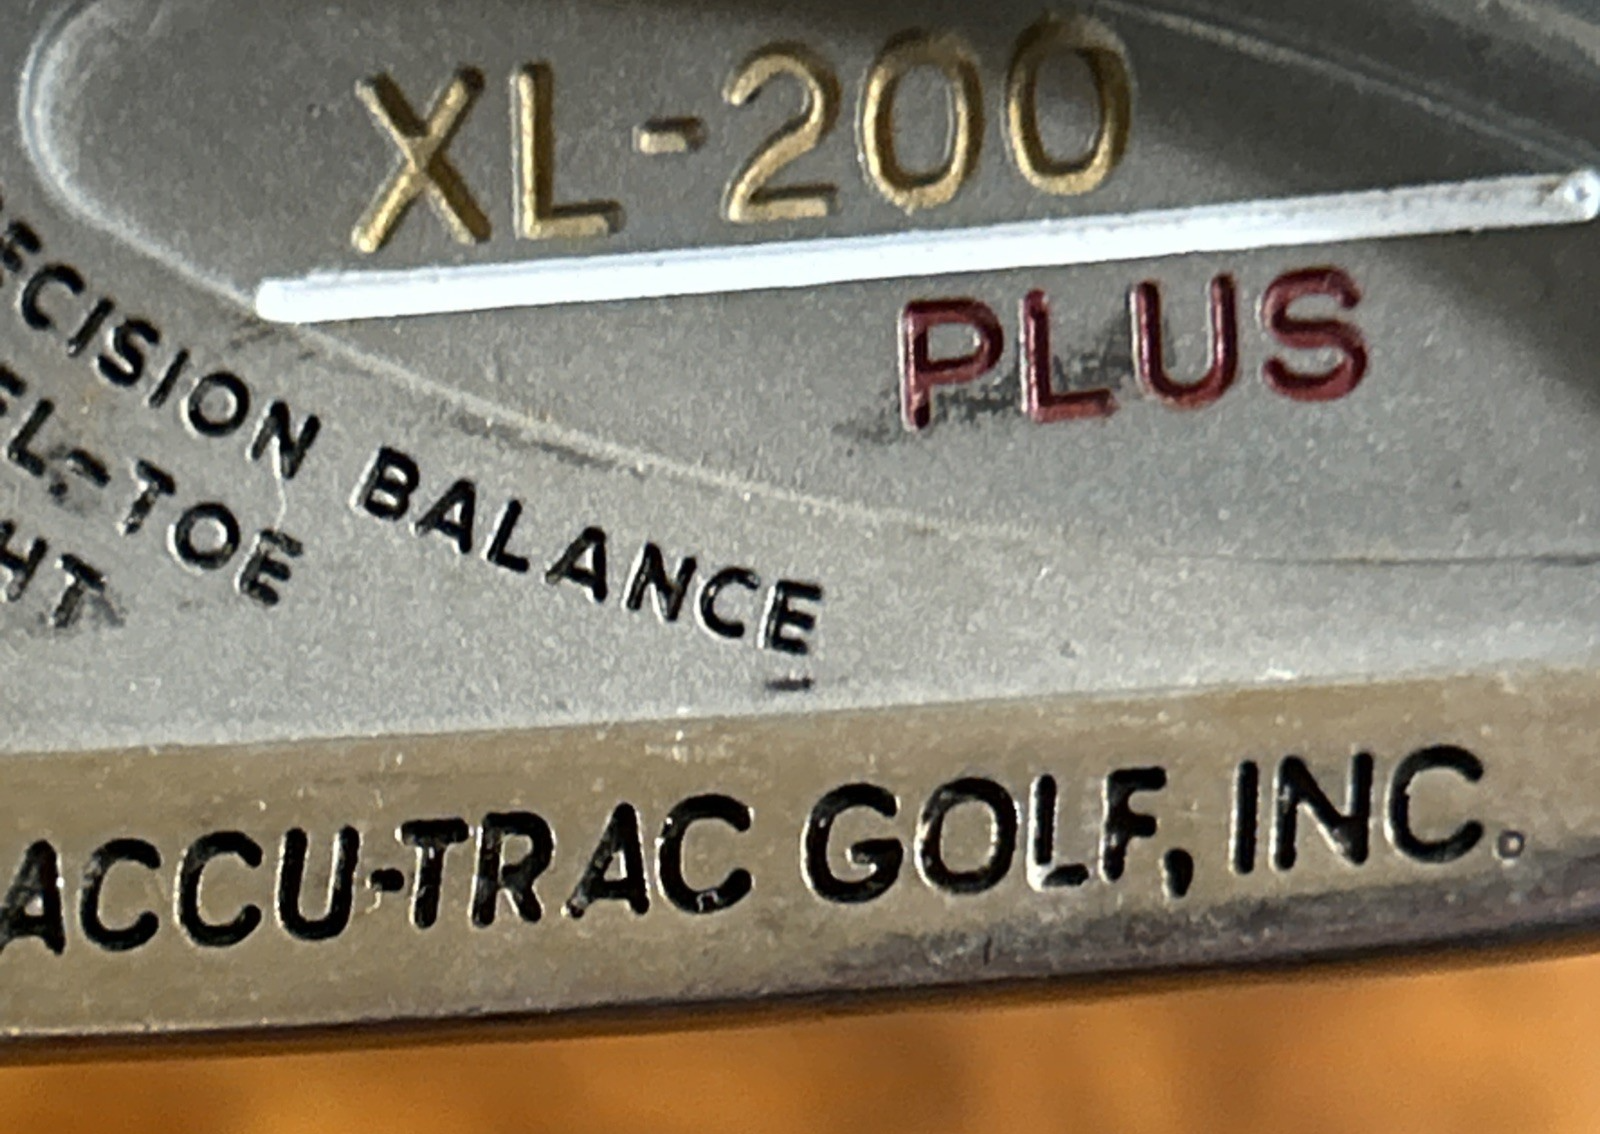 XL-200
PLUS
ECISION BALANCE
EL-TOE
HT
ACCU-TRAC GOLF, INC.